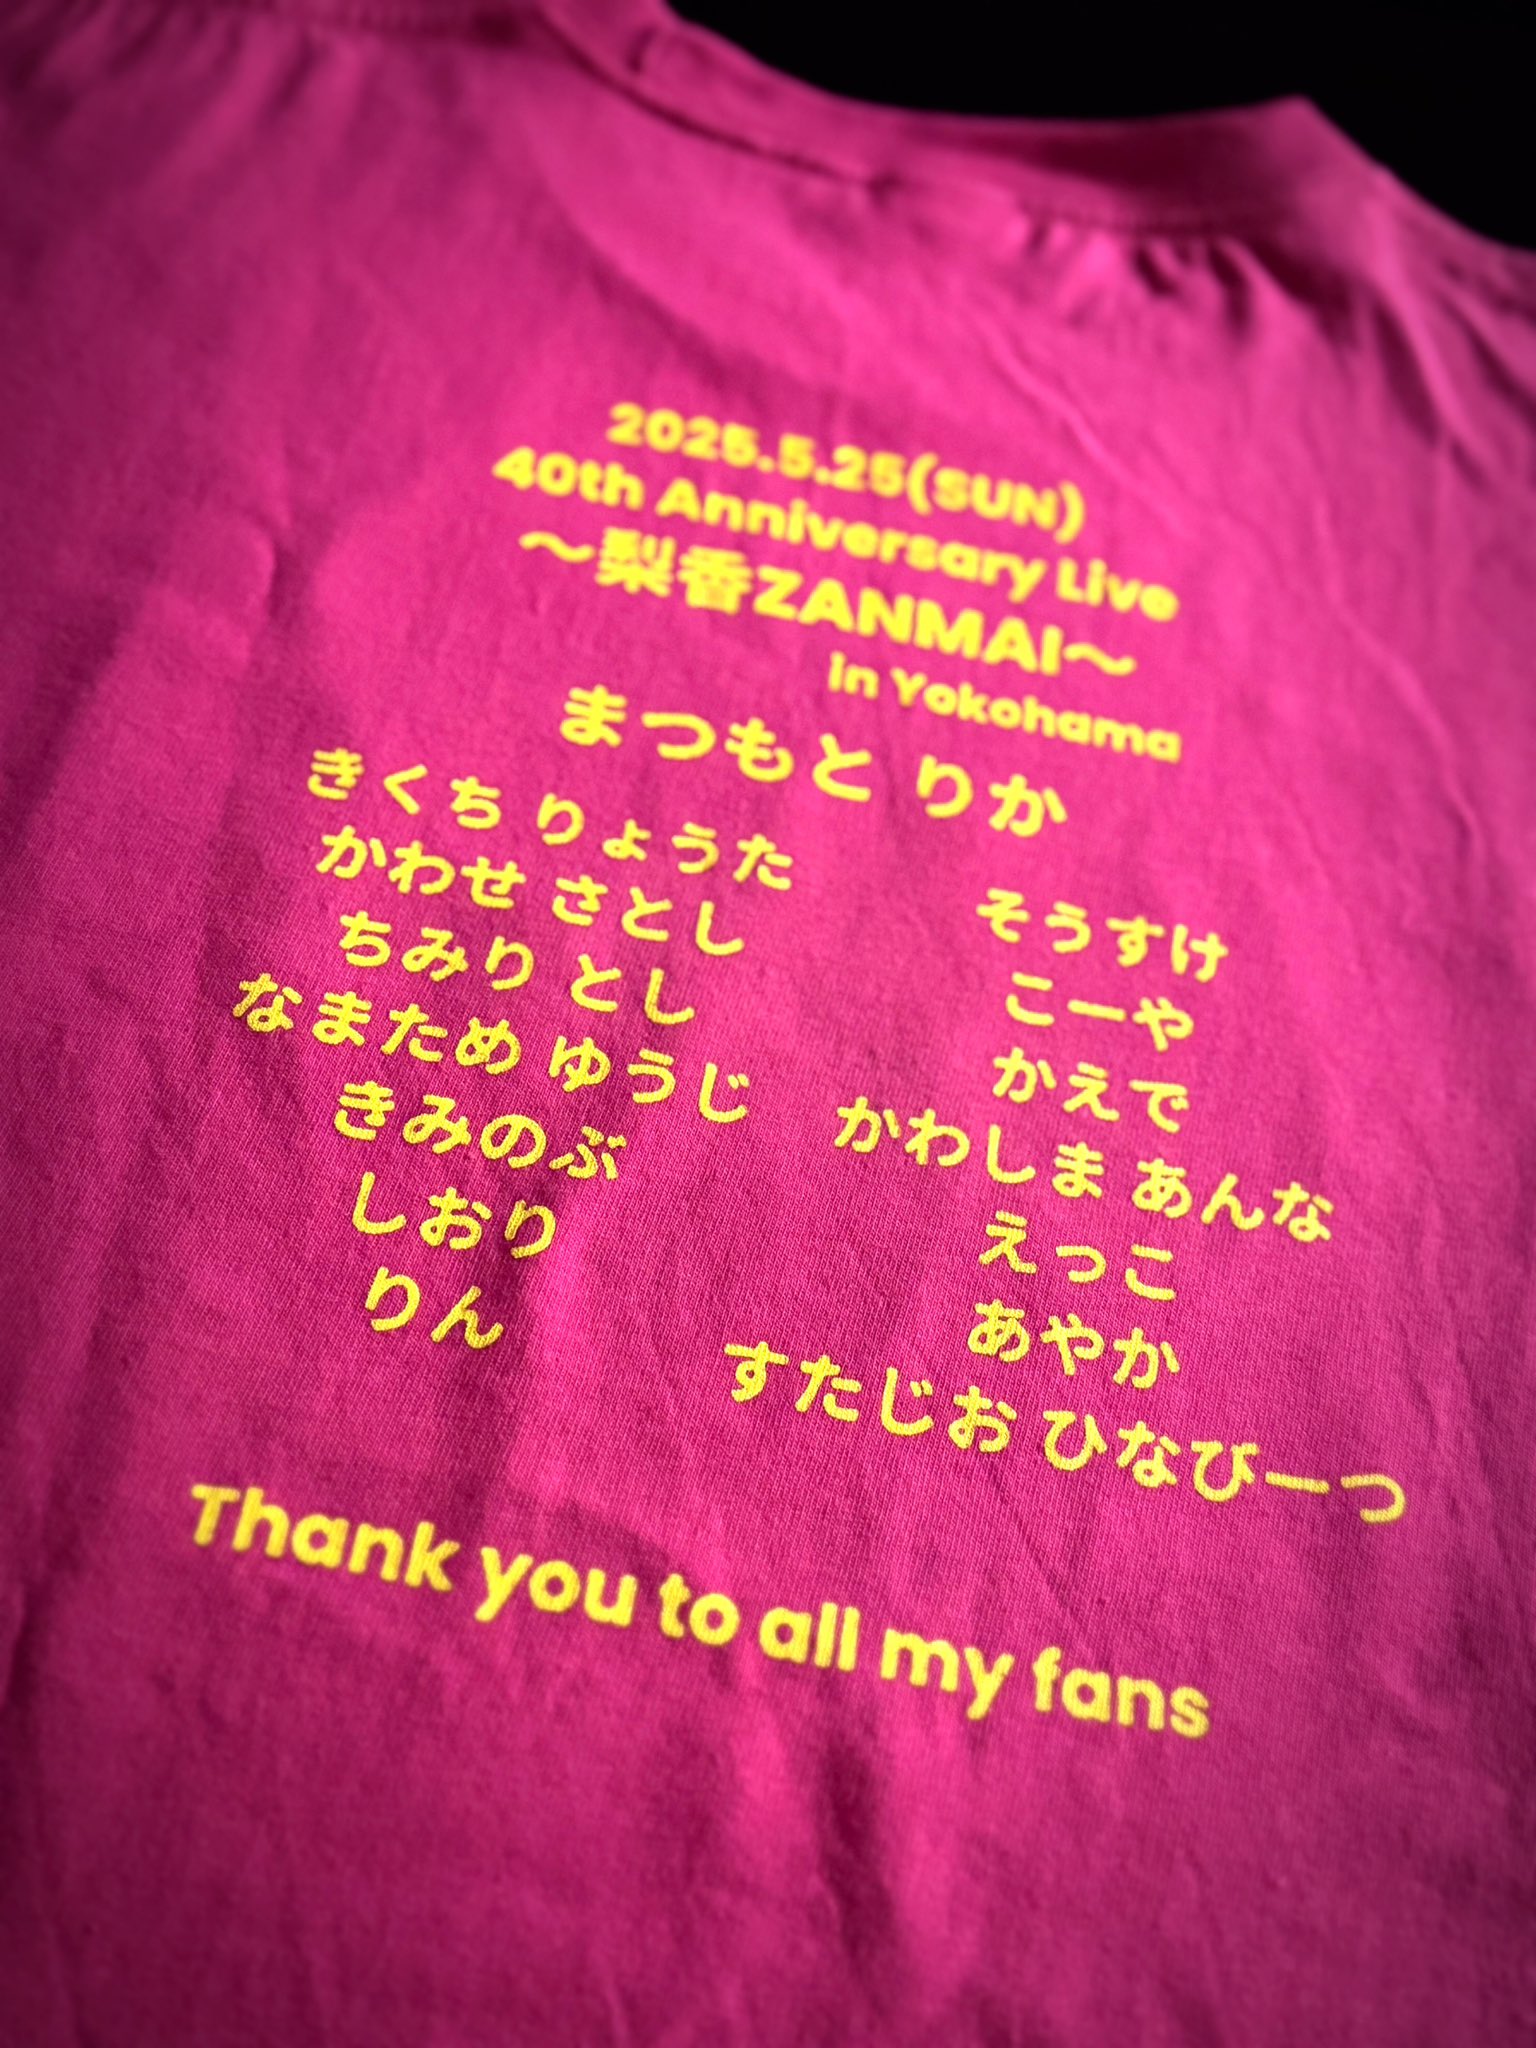 2025.5.25(SUN)
40th Anniversary Live
〜梨香ZANMAI〜
in Yokohama
まつもと りか
きくち りょうた
かわせ さとし
ちみり とし
なまため ゆうじ
きみのぶ
しおり
りん
そうすけ
こーや
かえで
かわしま あんな
えっこ
あやか
すたじお ひなびーつ
Thank you to all my fans